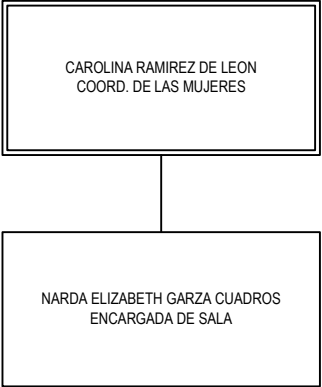 CAROLINA RAMIREZ DE LEON
COORD. DE LAS MUJERES
NARDA ELIZABETH GARZA CUADROS
ENCARGADA DE SALA